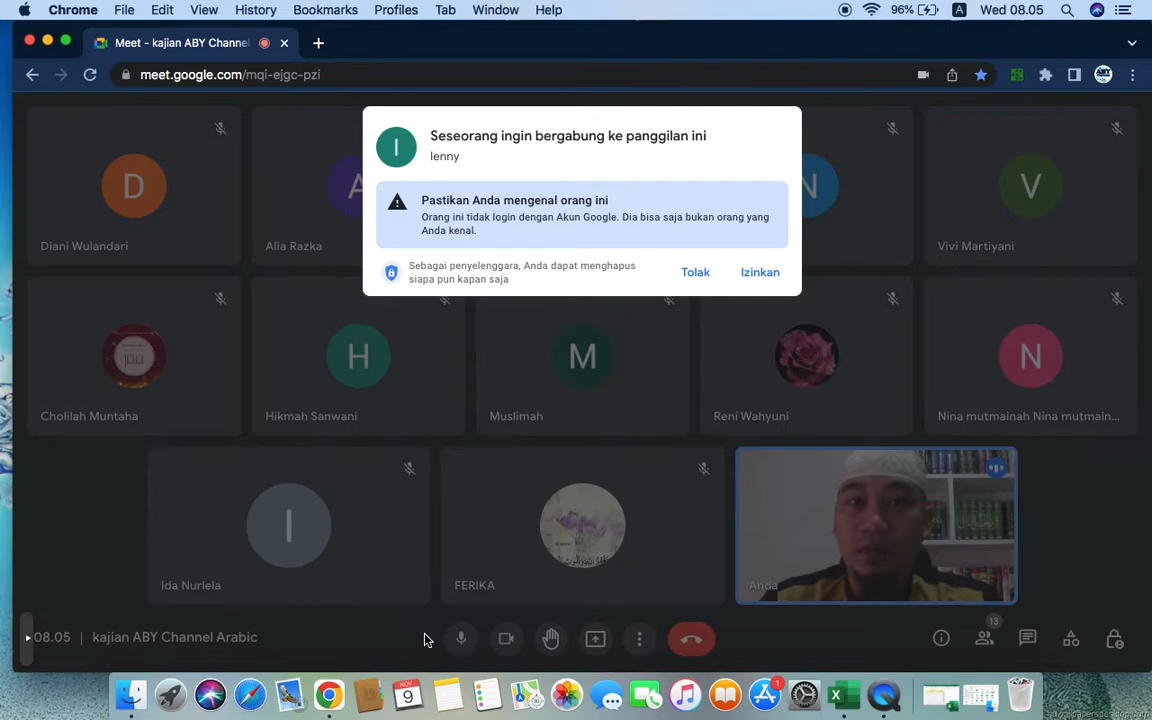 Chrome File Edit View History Bookmarks Profiles Tab Window Help 96% A Wed 08.05
Meet - kajian ABY Channel
meet.google.com/mqi-ejgc-pzi
Seseorang ingin bergabung ke panggilan ini
lenny
I
Pastikan Anda mengenal orang ini
Orang ini tidak login dengan Akun Google. Dia bisa saja bukan orang yang
Anda kenal.
Sebagai penyelenggara, Anda dapat menghapus
siapa pun kapan saja
Tolak Izinkan
D A N V
Diani Wulandari Alia Razka Vivi Martiyani
H M N
Cholilah Muntaha Hikmah Sanwani Muslimah Reni Wahyuni Nina mutmainah Nina mutmain...
I
Ida Nurlela FERIKA Anda
08.05 | kajian ABY Channel Arabic 13
NOV 9 1